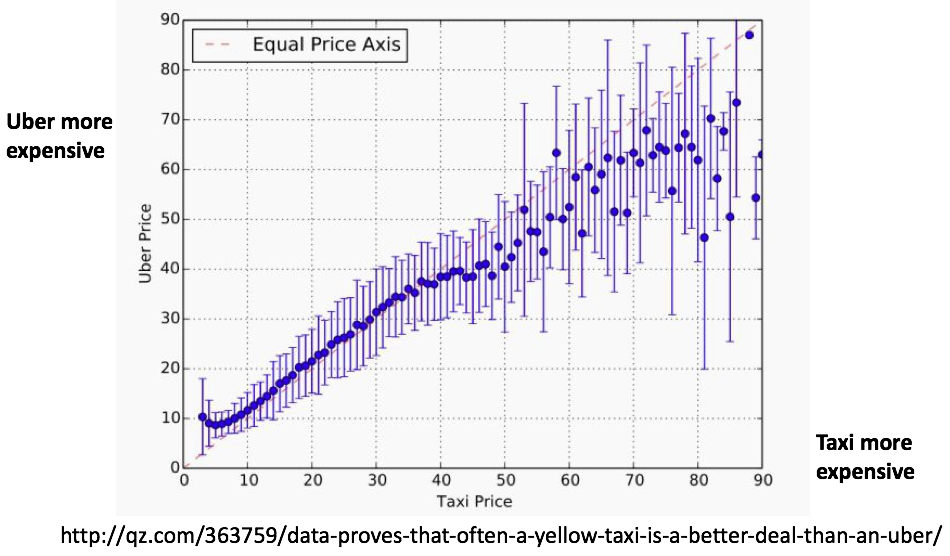 90
80
70
60
50
40
30
20
10
0
Equal Price Axis
Uber more
expensive
Uber Price
0 10 20 30 40 50 60 70 80 90
Taxi Price
Taxi more
expensive
http://qz.com/363759/data-proves-that-often-a-yellow-taxi-is-a-better-deal-than-an-uber/